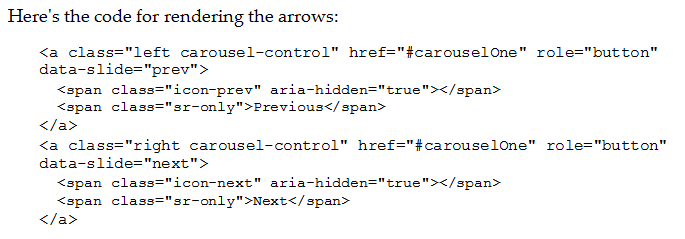 Here's the code for rendering the arrows:
<a class="left carousel-control" href="#carouselOne" role="button"
data-slide="prev">
<span class="icon-prev" aria-hidden="true"></span>
<span class="sr-only">Previous</span>
</a>
<a class="right carousel-control" href="#carouselOne" role="button"
data-slide="next">
<span class="icon-next" aria-hidden="true"></span>
<span class="sr-only">Next</span>
</a>